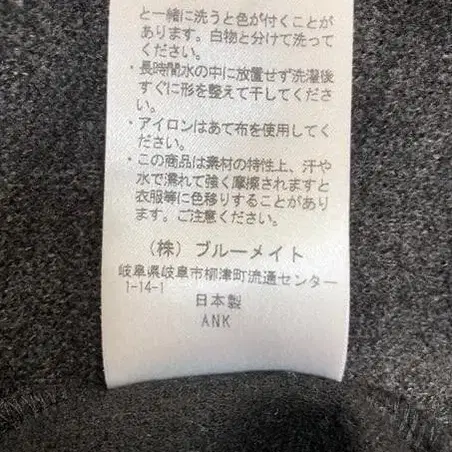 と一緒に洗うと色が付くことが
あります。白物と分けて洗って
ください。
・長時間水の中に放置せず洗濯後
すぐに形を整えて干してくださ
い。
・アイロンはあて布を使用してく
ださい。
・この商品は素材の特性上、汗や
水で濡れて強く摩擦されますと
衣服等に色移りすることがあり
ます。ご注意ください。
（株）ブルーメイト
岐阜県岐阜市柳津町流通センター
1-14-1
日本製
ANK